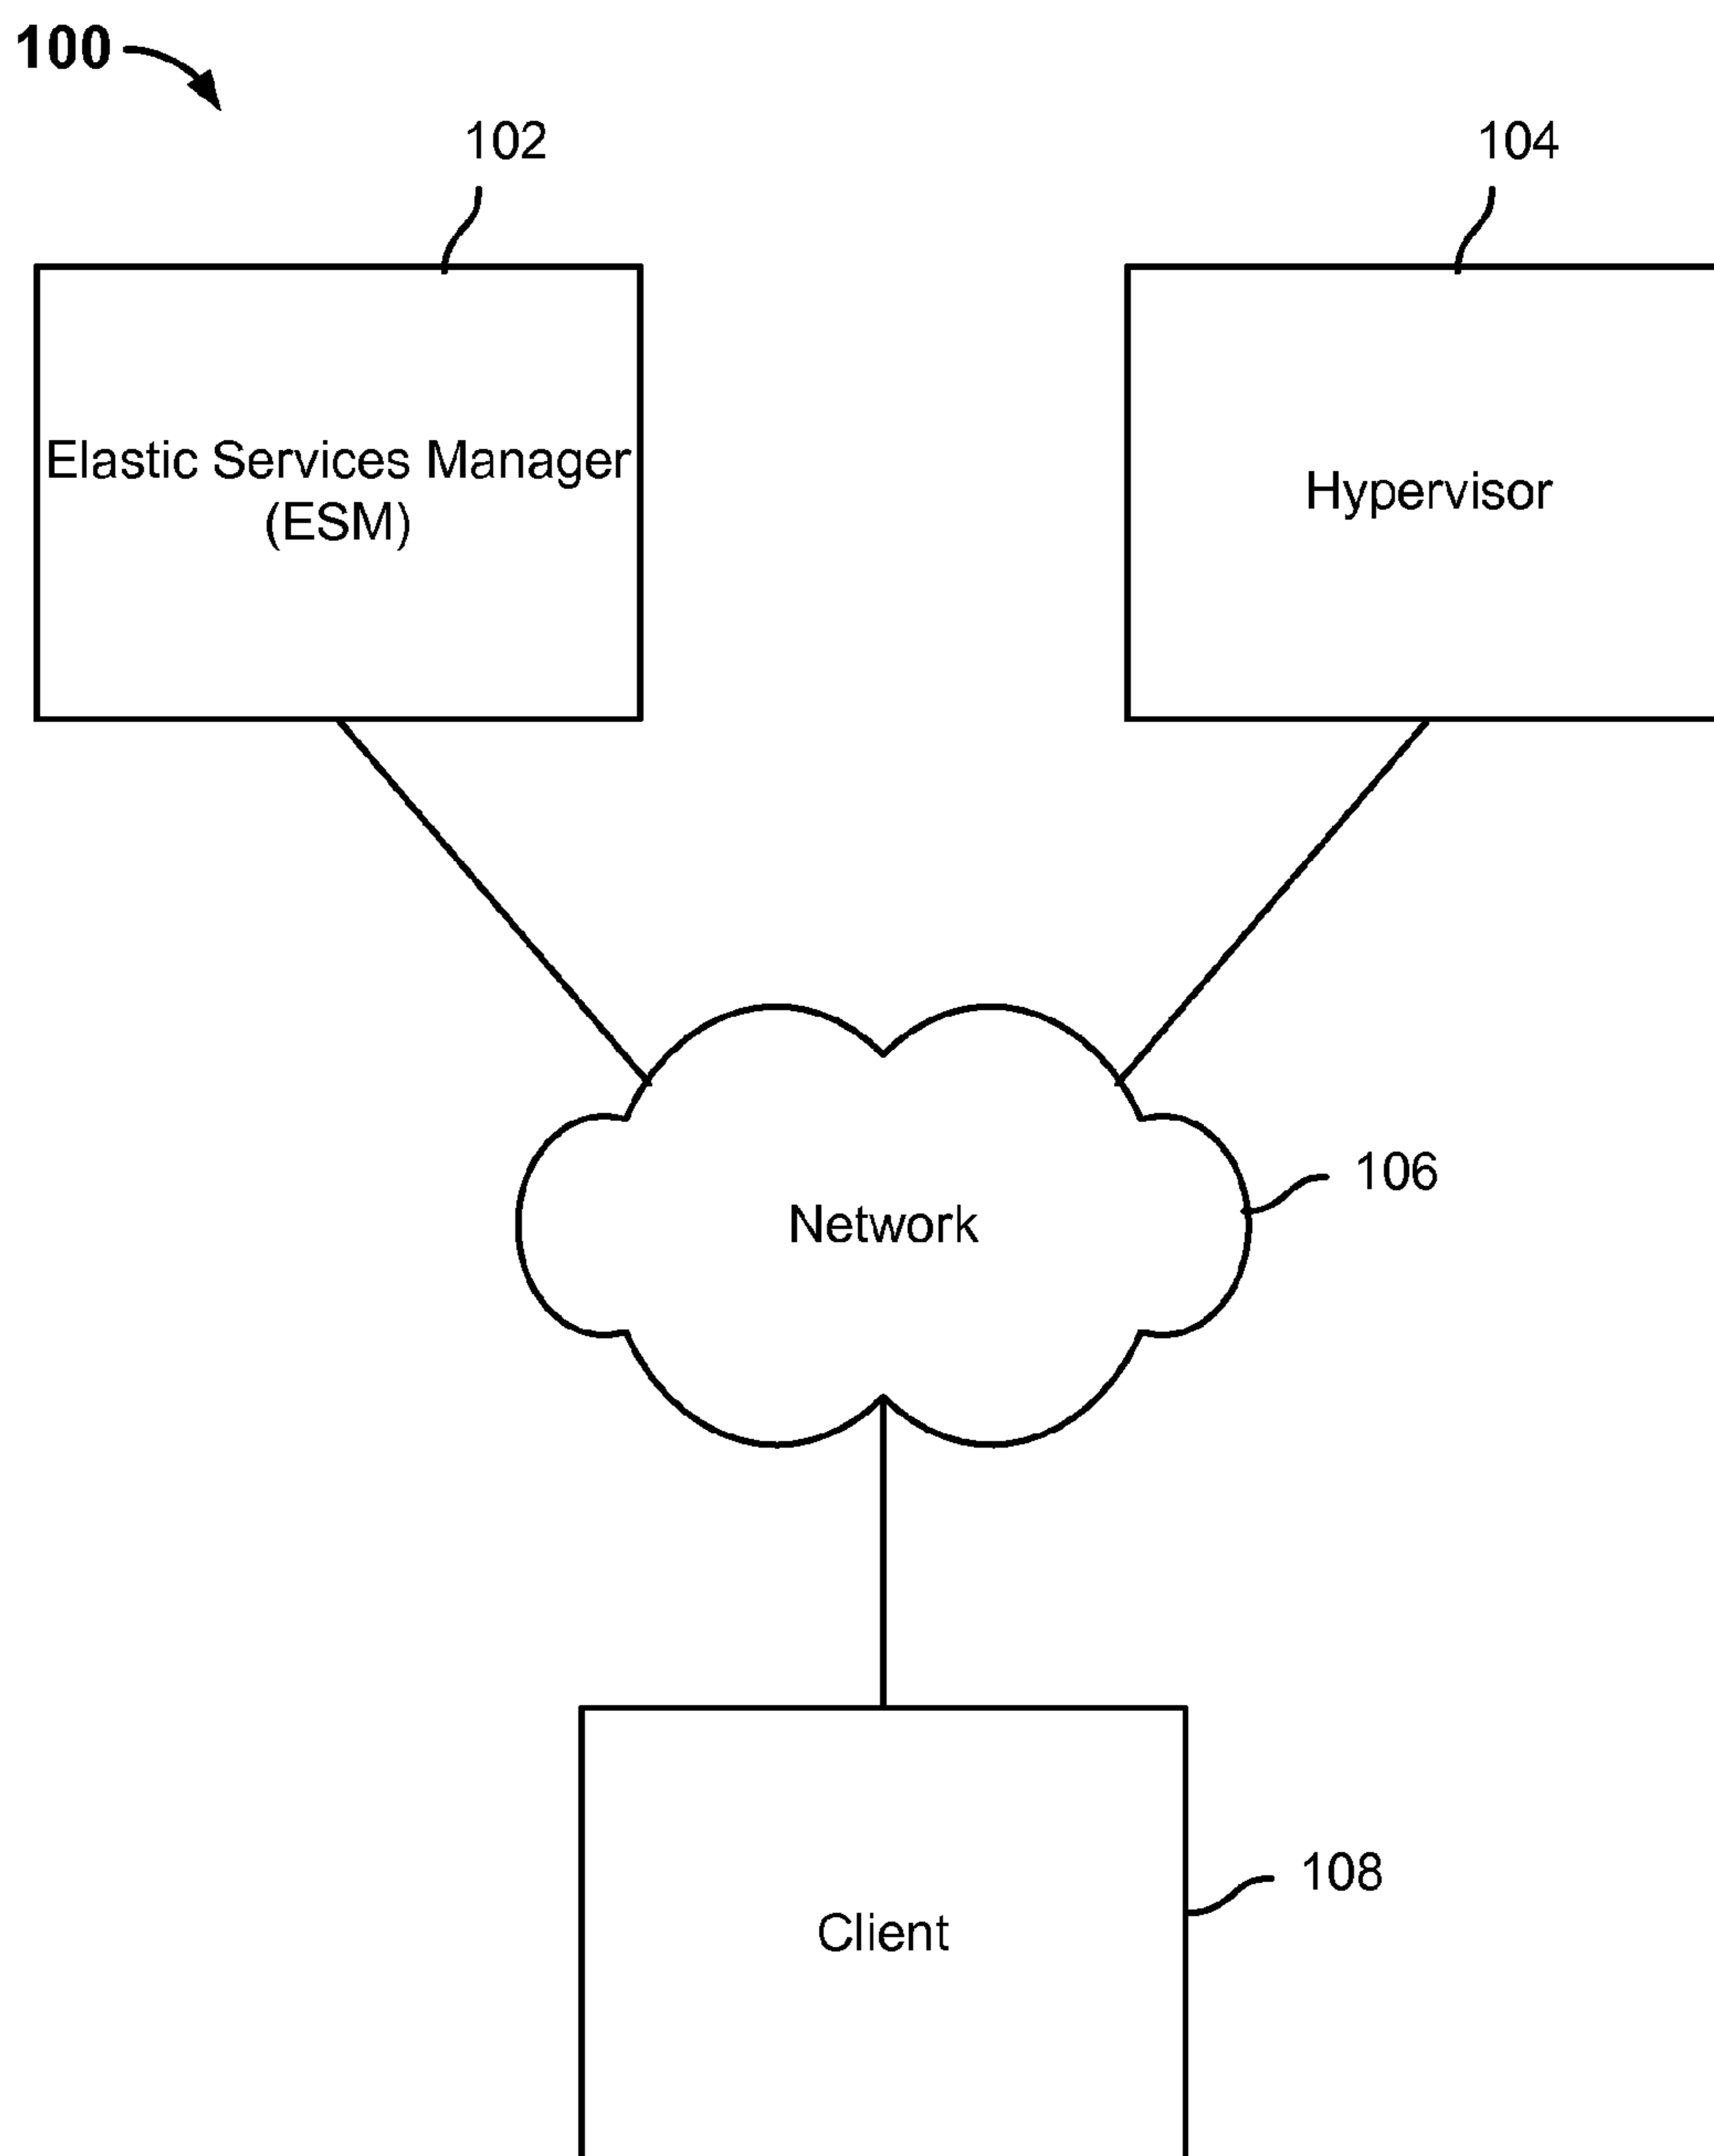 100
102
104
Elastic Services Manager
(ESM)
Hypervisor
Network
106
Client
108